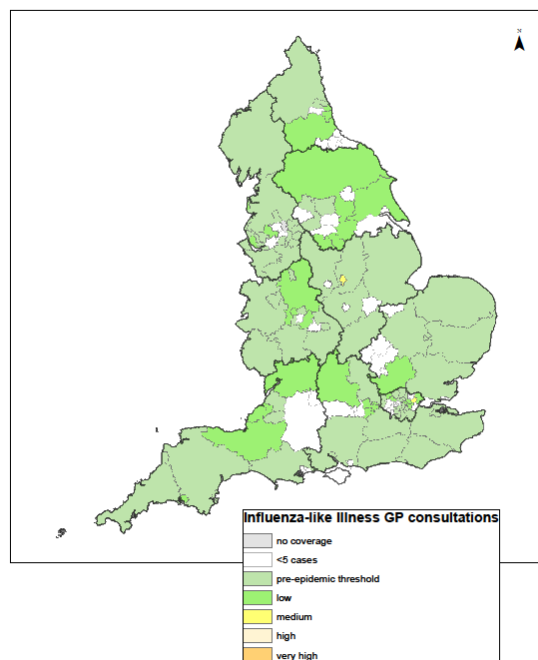 N
Influenza-like Illness GP consultations
no coverage
<5 cases
pre-epidemic threshold
low
medium
high
very high